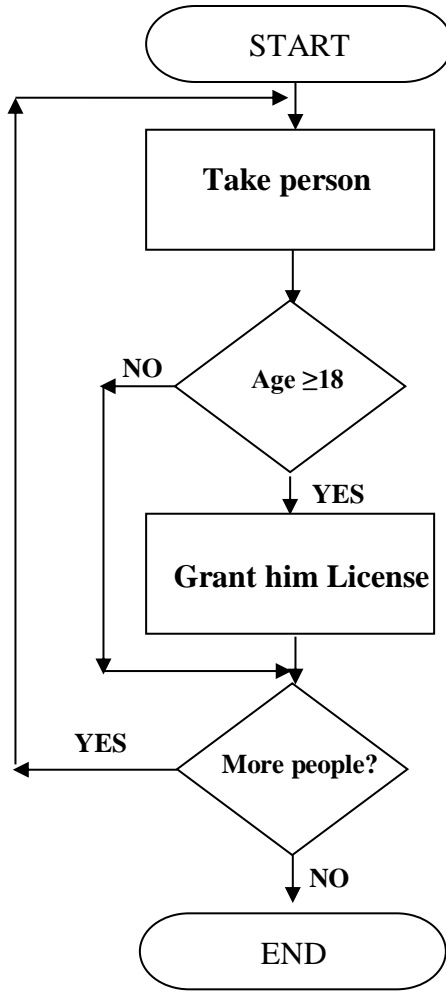 START
Take person
Age ≥18
NO
YES
Grant him License
More people?
YES
NO
END